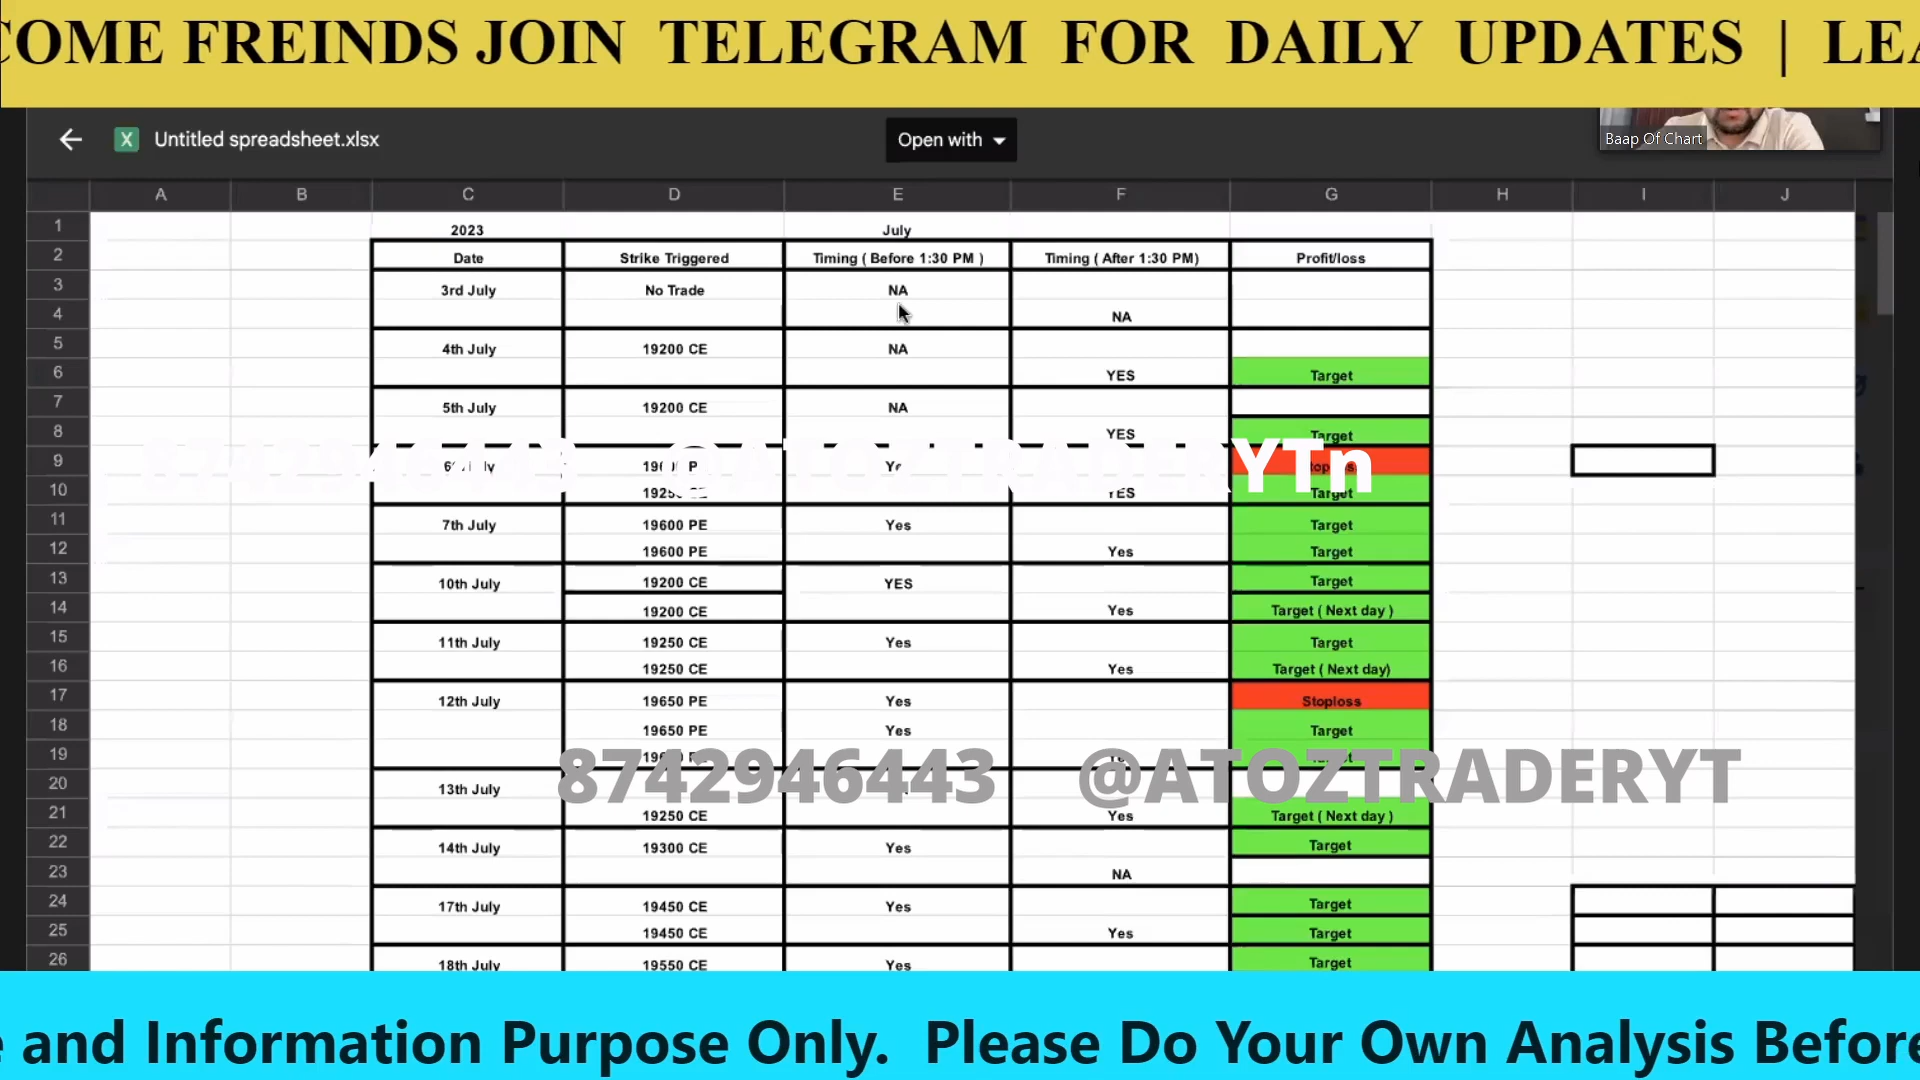 COME FREINDS JOIN TELEGRAM FOR DAILY UPDATES | LEA
X Untitled spreadsheet.xlsx Open with
Baap Of Chart
A B C D E F G H I J
1 2023 July
2 Date Strike Triggered Timing ( Before 1:30 PM ) Timing ( After 1:30 PM) Profit/loss
3 3rd July No Trade NA
4 NA
5 4th July 19200 CE NA
6 YES Target
7 5th July 19200 CE NA
8 YES Target
@ATOZTRADERYTn
9
10 YES Target
11 7th July 19600 PE Yes Target
12 19600 PE Yes Target
13 10th July 19200 CE YES Target
14 19200 CE Yes Target ( Next day )
15 11th July 19250 CE Yes Target
16 19250 CE Yes Target ( Next day)
17 12th July 19650 PE Yes Stoploss
18 19650 PE Yes Target
19
8742946443 @ATOZTRADERYT
20 13th July
21 19250 CE Yes Target ( Next day )
22 14th July 19300 CE Yes Target
23 NA
24 17th July 19450 CE Yes Target
25 19450 CE Yes Target
26 18th July 19550 CE Yes Target
and Information Purpose Only. Please Do Your Own Analysis Before